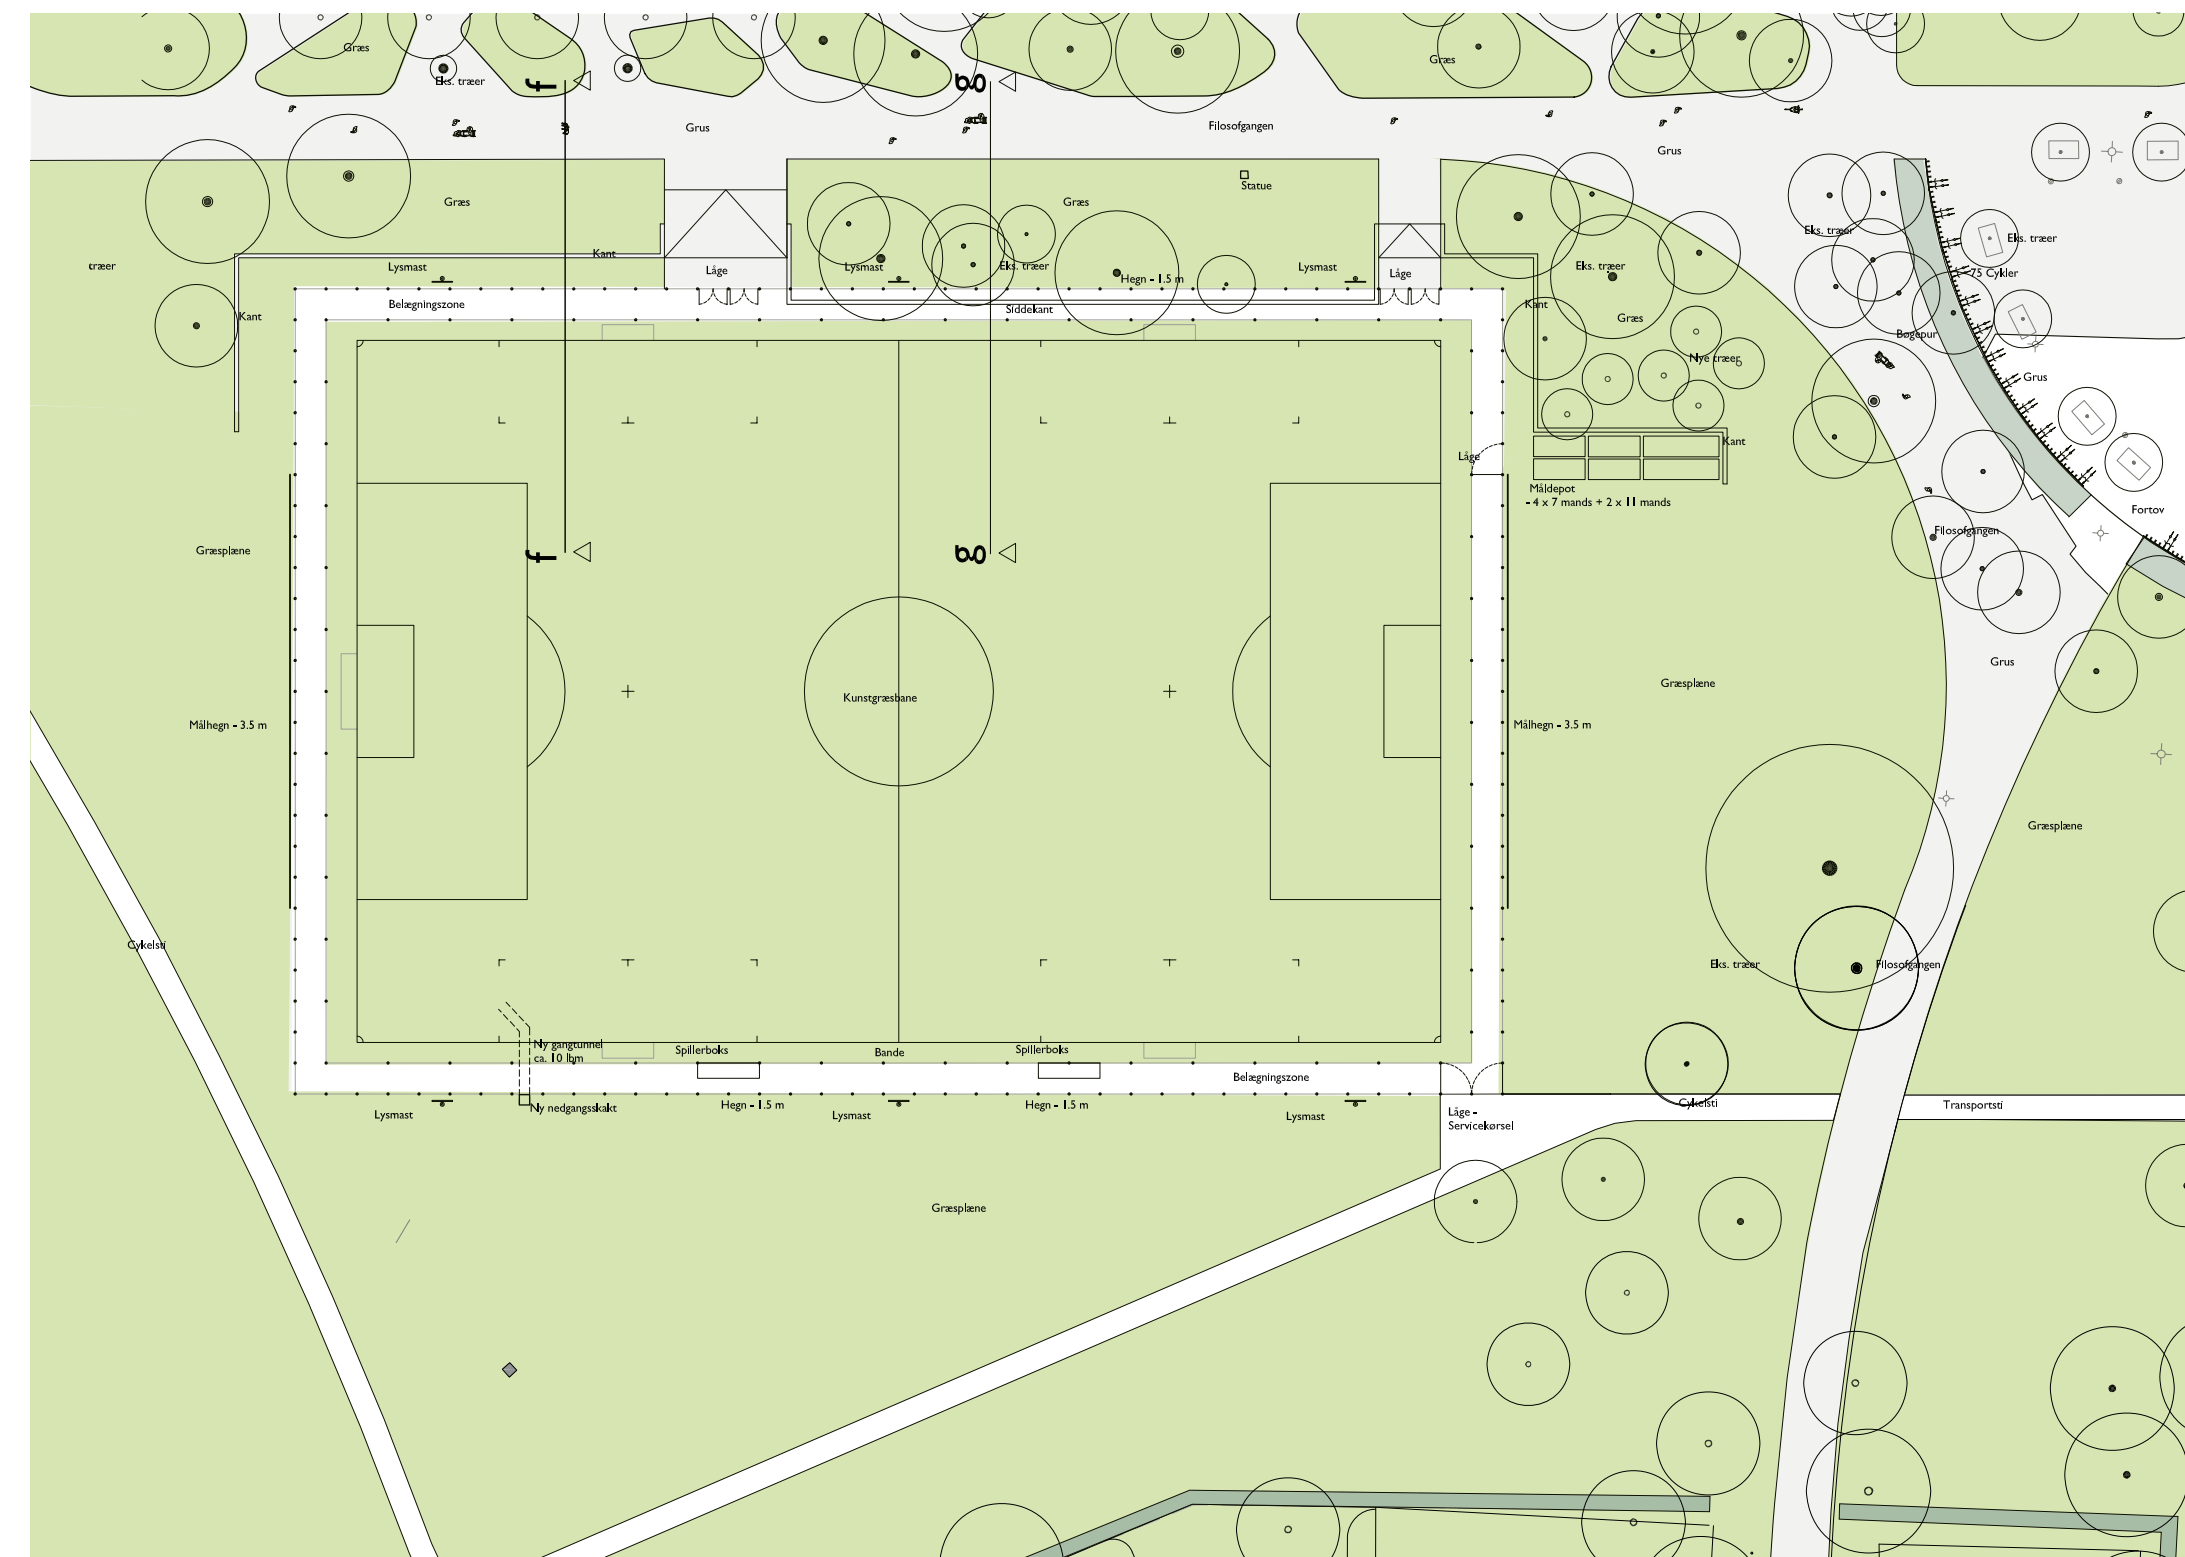 Græs
Eks. træer
f
g
Græs
Grus
Filosofgangen
Grus
Statue
Græs
Græs
Eks. træer
Eks. træer
Kant
træer
Lysmast
Låge
Lysmast
Eks. træer
Hegn - 1.5 m
Lysmast
Låge
Eks. træer
75 Cykler
Belægningszone
Siddekant
Kant
Kant
Græs
Bøgepur
Nye træer
Grus
Kant
Låge
Måldepot
- 4 x 7 mands + 2 x 11 mands
Fortov
Filosofgangen
Græsplæne
f
g
Grus
Græsplæne
Kunstgræsbane
Målhegn - 3.5 m
Målhegn - 3.5 m
Græsplæne
Cykelsti
Eks. træer
Filosofgangen
Ny gangtunnel
ca. 10 lbm
Spillerboks
Bande
Spillerboks
Belægningszone
Lysmast
Ny nedgangsskakt
Hegn - 1.5 m
Lysmast
Hegn - 1.5 m
Lysmast
Låge -
Servicekørsel
Cykelsti
Transportsti
Græsplæne